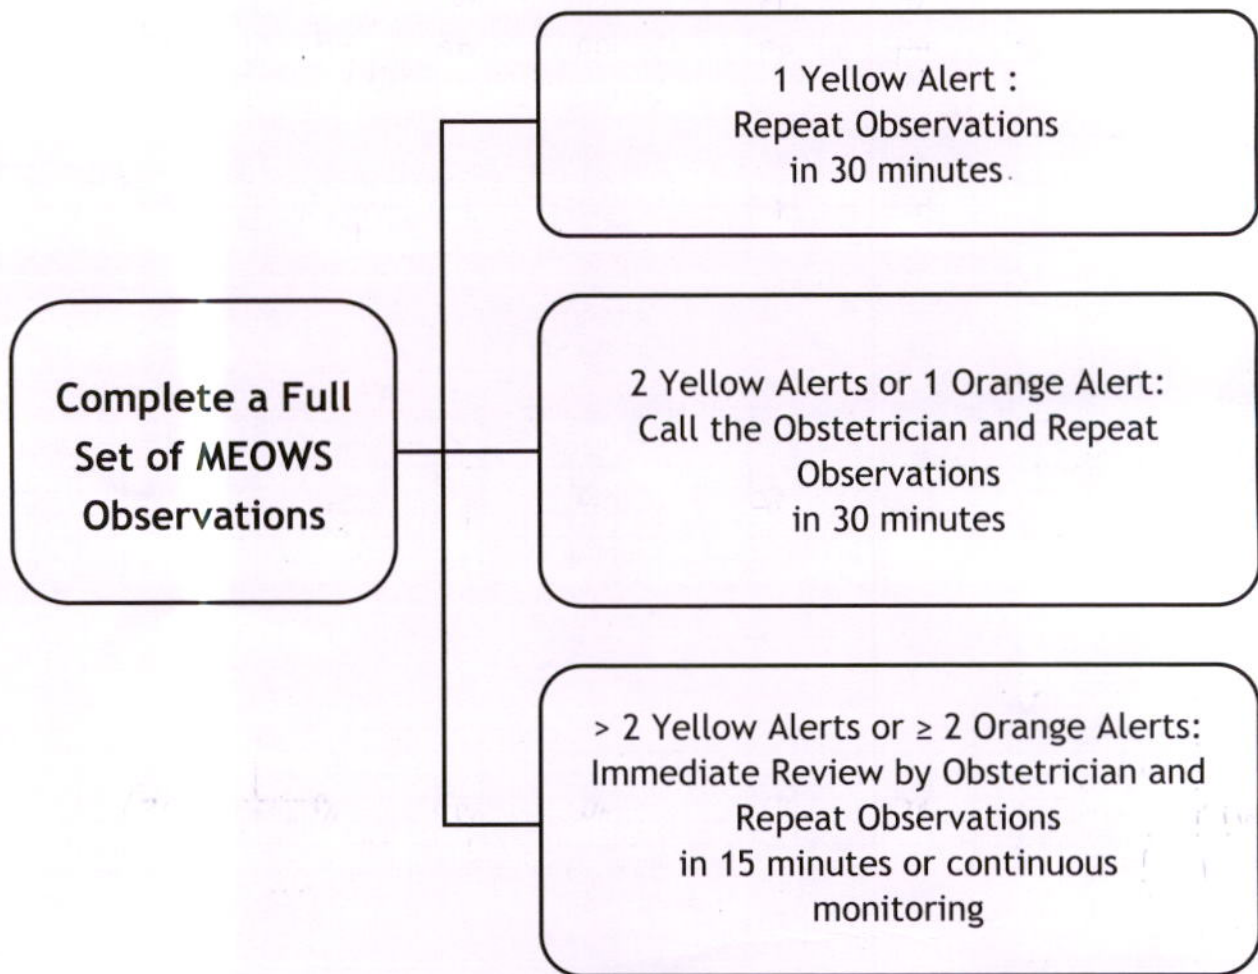 1 Yellow Alert :
Repeat Observations
in 30 minutes
Complete a Full
Set of MEOWS
Observations
2 Yellow Alerts or 1 Orange Alert:
Call the Obstetrician and Repeat
Observations
in 30 minutes
> 2 Yellow Alerts or ≥ 2 Orange Alerts:
Immediate Review by Obstetrician and
Repeat Observations
in 15 minutes or continuous
monitoring